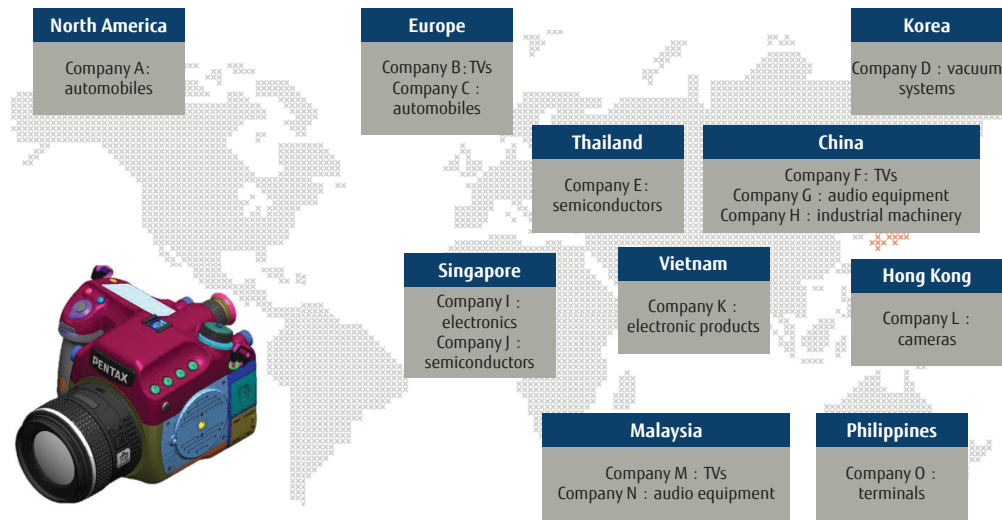 North America
Company A:
automobiles
Europe
Company B:TVs
Company C :
automobiles
Korea
Company D : vacuum
systems
Thailand
Company E:
semiconductors
China
Company F: TVs
Company G : audio equipment
Company H : industrial machinery
Singapore
Company I :
electronics
Company J :
semiconductors
Vietnam
Company K :
electronic products
Hong Kong
Company L :
cameras
PENTAX
Malaysia
Company M : TVs
Company N : audio equipment
Philippines
Company O :
terminals